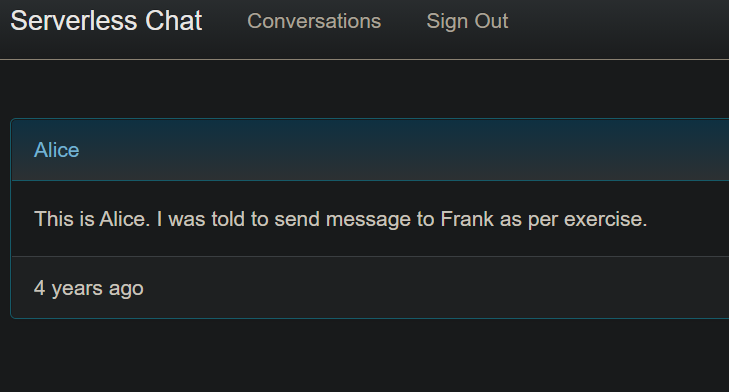 Serverless Chat Conversations Sign Out
Alice
This is Alice. I was told to send message to Frank as per exercise.
4 years ago